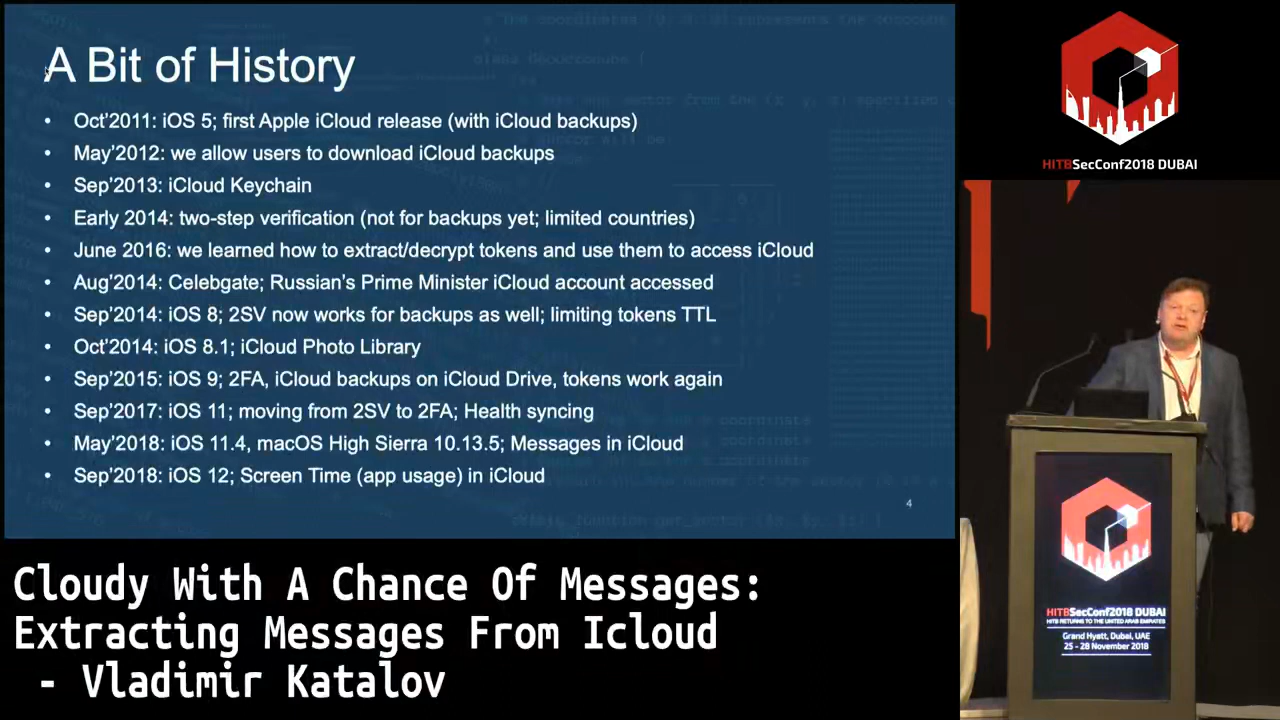 A Bit of History
• Oct'2011: iOS 5; first Apple iCloud release (with iCloud backups)
• May'2012: we allow users to download iCloud backups
• Sep'2013: iCloud Keychain
• Early 2014: two-step verification (not for backups yet; limited countries)
• June 2016: we learned how to extract/decrypt tokens and use them to access iCloud
• Aug'2014: Celebgate; Russian's Prime Minister iCloud account accessed
• Sep'2014: iOS 8; 2SV now works for backups as well; limiting tokens TTL
• Oct'2014: iOS 8.1; iCloud Photo Library
• Sep'2015: iOS 9; 2FA, iCloud backups on iCloud Drive, tokens work again
• Sep'2017: iOS 11; moving from 2SV to 2FA; Health syncing
• May'2018: iOS 11.4, macOS High Sierra 10.13.5; Messages in iCloud
• Sep'2018: iOS 12; Screen Time (app usage) in iCloud
4
HITBSecConf2018 DUBAI
HITBSecConf2018 DUBAI
HITB RETURNS TO THE UNITED ARAB EMIRATES
Grand Hyatt, Dubai, UAE
25 - 28 November 2018
Cloudy With A Chance Of Messages:
Extracting Messages From Icloud
- Vladimir Katalov